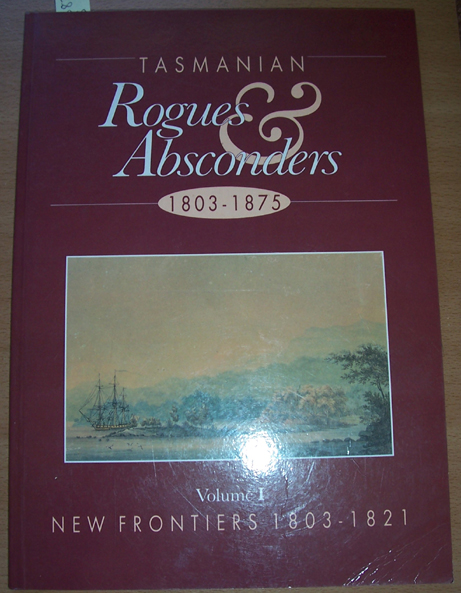 TASMANIAN
Rogues &
Absconders
1803-1875
Volume I
NEW FRONTIERS 1803-1821